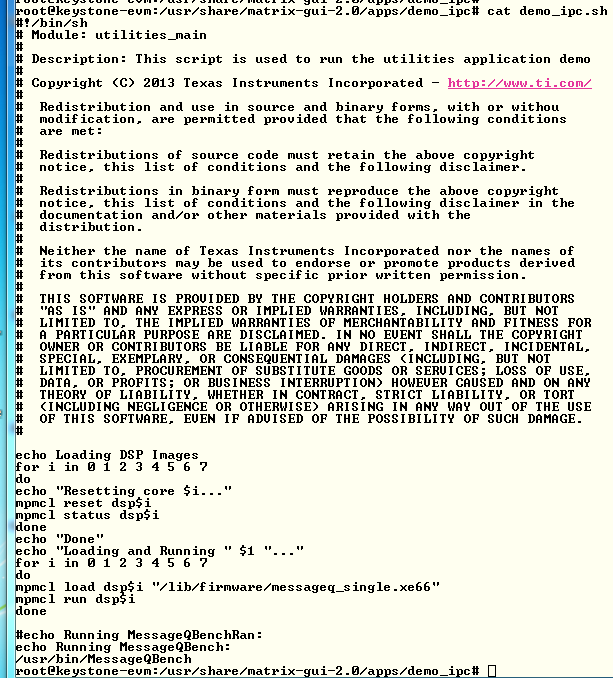 root@keystone-evm:/usr/share/matrix-gui-2.0/apps/demo_ipc#
root@keystone-evm:/usr/share/matrix-gui-2.0/apps/demo_ipc# cat demo_ipc.sh
#!/bin/sh
# Module: utilities_main
#
# Description: This script is used to run the utilities application demo
#
# Copyright (C) 2013 Texas Instruments Incorporated - http://www.ti.com/
#
#  Redistribution and use in source and binary forms, with or withou
#  modification, are permitted provided that the following conditions
#  are met:
#
#  Redistributions of source code must retain the above copyright
#  notice, this list of conditions and the following disclaimer.
#
#  Redistributions in binary form must reproduce the above copyright
#  notice, this list of conditions and the following disclaimer in the
#  documentation and/or other materials provided with the
#  distribution.
#
#  Neither the name of Texas Instruments Incorporated nor the names of
#  its contributors may be used to endorse or promote products derived
#  from this software without specific prior written permission.
#
#  THIS SOFTWARE IS PROVIDED BY THE COPYRIGHT HOLDERS AND CONTRIBUTORS
#  "AS IS" AND ANY EXPRESS OR IMPLIED WARRANTIES, INCLUDING, BUT NOT
#  LIMITED TO, THE IMPLIED WARRANTIES OF MERCHANTABILITY AND FITNESS FOR
#  A PARTICULAR PURPOSE ARE DISCLAIMED. IN NO EVENT SHALL THE COPYRIGHT
#  OWNER OR CONTRIBUTORS BE LIABLE FOR ANY DIRECT, INDIRECT, INCIDENTAL,
#  SPECIAL, EXEMPLARY, OR CONSEQUENTIAL DAMAGES (INCLUDING, BUT NOT
#  LIMITED TO, PROCUREMENT OF SUBSTITUTE GOODS OR SERVICES; LOSS OF USE,
#  DATA, OR PROFITS; OR BUSINESS INTERRUPTION) HOWEVER CAUSED AND ON ANY
#  THEORY OF LIABILITY, WHETHER IN CONTRACT, STRICT LIABILITY, OR TORT
#  (INCLUDING NEGLIGENCE OR OTHERWISE) ARISING IN ANY WAY OUT OF THE USE
#  OF THIS SOFTWARE, EVEN IF ADVISED OF THE POSSIBILITY OF SUCH DAMAGE.
#
echo Loading DSP Images
for i in 0 1 2 3 4 5 6 7
do
echo "Resetting core $i..."
mpmcl reset dsp$i
mpmcl status dsp$i
done
echo "Done"
echo "Loading and Running " $1 "..."
for i in 0 1 2 3 4 5 6 7
do
mpmcl load dsp$i "/lib/firmware/messageq_single.xe66"
mpmcl run dsp$i
done
#echo Running MessageQBenchRan:
echo Running MessageQBench:
/usr/bin/MessageQBench
root@keystone-evm:/usr/share/matrix-gui-2.0/apps/demo_ipc#